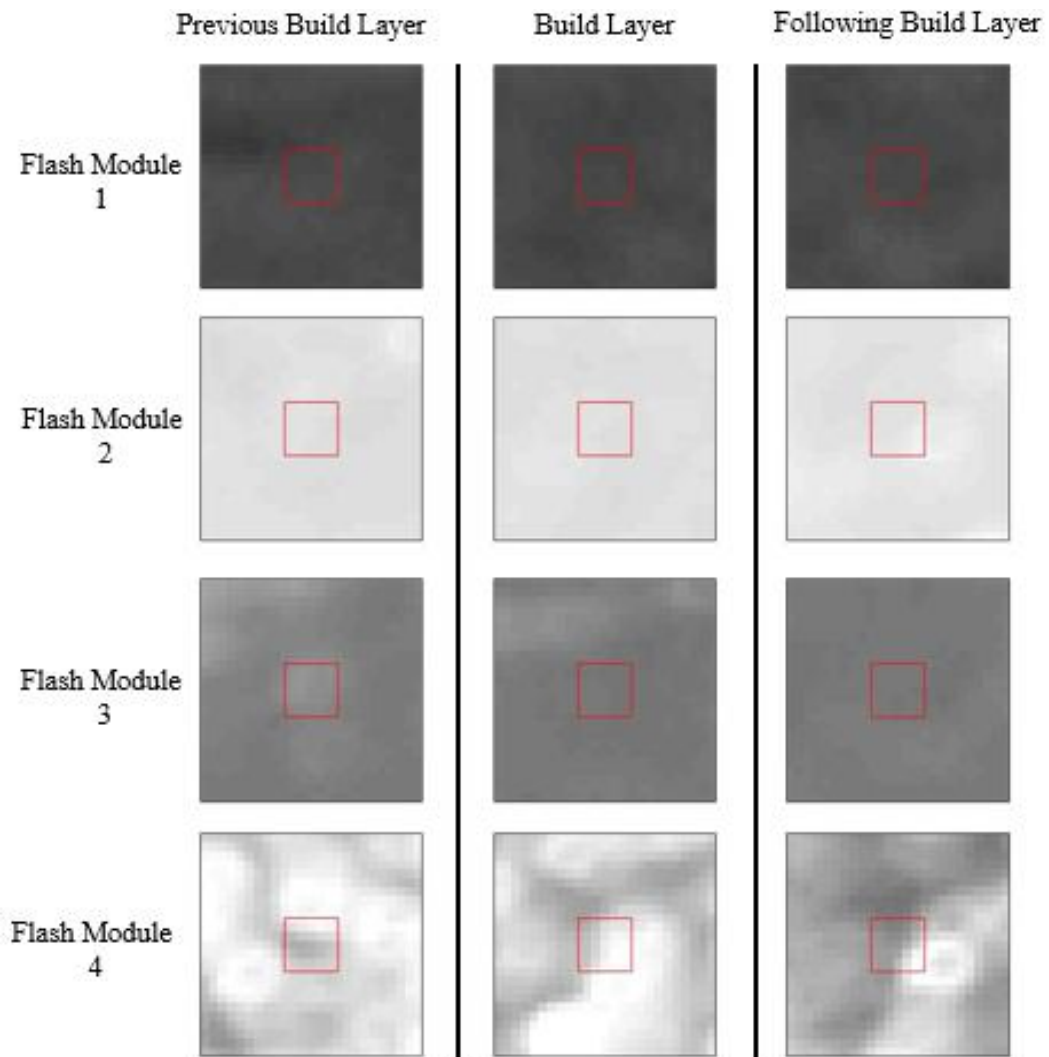 Previous Build Layer
Build Layer
Following Build Layer
Flash Module
1
Flash Module
2
Flash Module
3
Flash Module
4